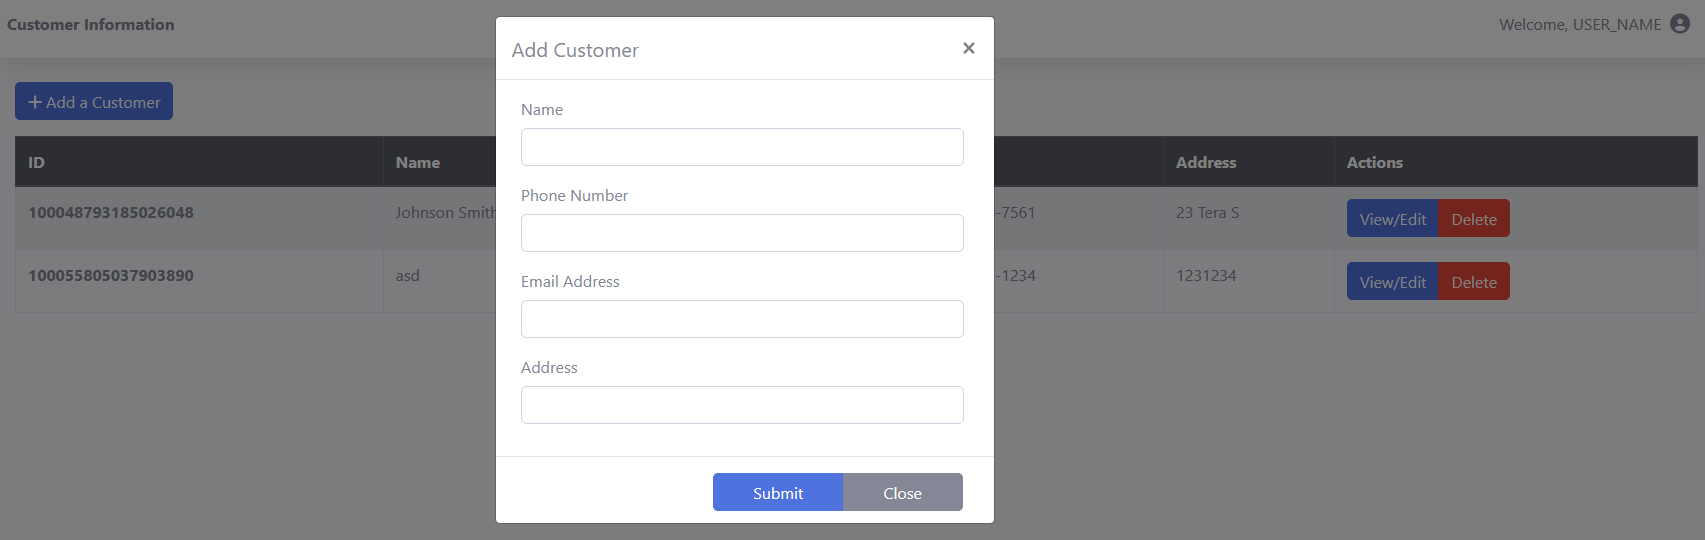 Customer Information
Welcome, USER_NAME
Add Customer
×
Name
Phone Number
Email Address
Address
Submit Close
+ Add a Customer
ID Name Address Actions
100048793185026048 Johnson Smith -7561 23 Tera S View/Edit Delete
100055805037903890 asd -1234 1231234 View/Edit Delete